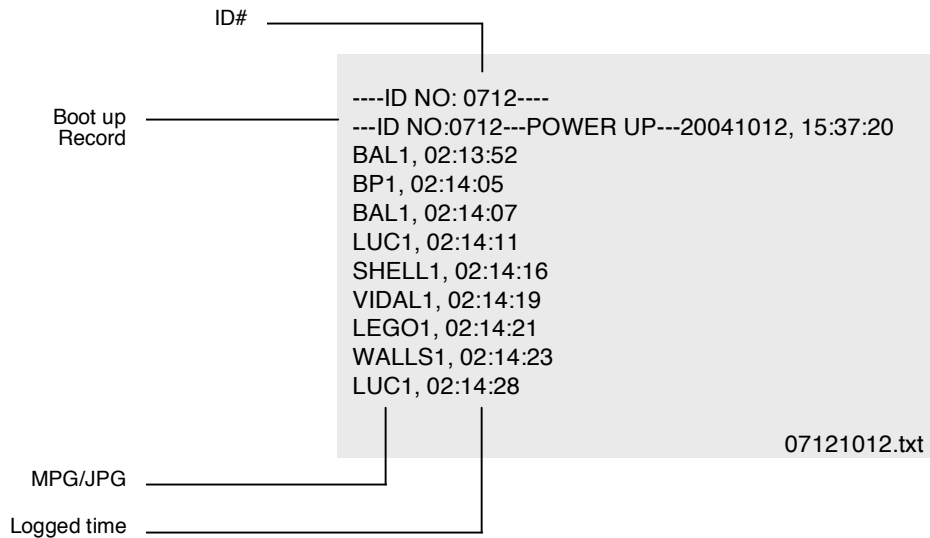 ID#
----ID NO: 0712----
Boot up
Record
---ID NO:0712---POWER UP---20041012, 15:37:20
BAL1, 02:13:52
BP1, 02:14:05
BAL1, 02:14:07
LUC1, 02:14:11
SHELL1, 02:14:16
VIDAL1, 02:14:19
LEGO1, 02:14:21
WALLS1, 02:14:23
LUC1, 02:14:28
07121012.txt
MPG/JPG
Logged time